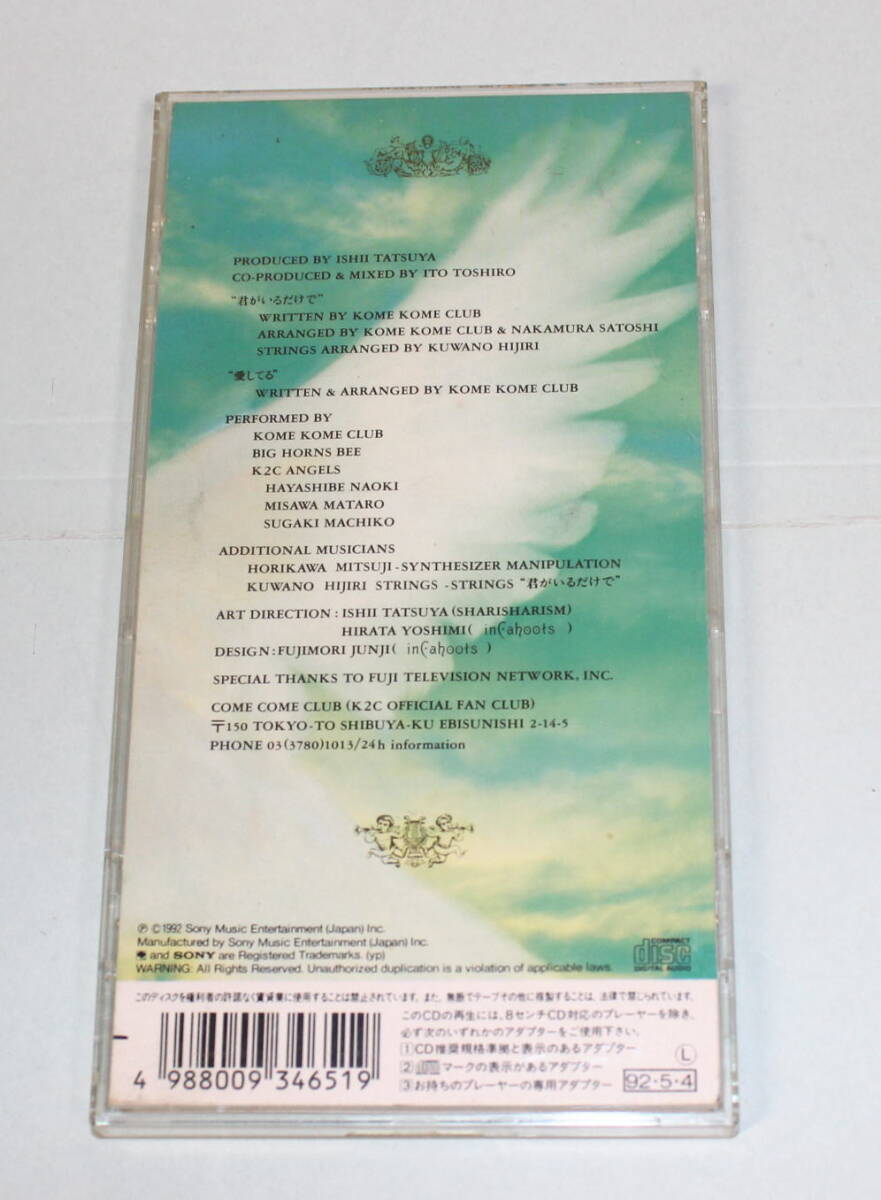 PRODUCED BY ISHII TATSUYA
CO-PRODUCED & MIXED BY ITO TOSHIRO
"君がいるだけで"
WRITTEN BY KOME KOME CLUB
ARRANGED BY KOME KOME CLUB & NAKAMURA SATOSHI
STRINGS ARRANGED BY KUWANO HIJIRI
"愛してる"
WRITTEN & ARRANGED BY KOME KOME CLUB
PERFORMED BY
KOME KOME CLUB
BIG HORNS BEE
K2C ANGELS
HAYASHIBE NAOKI
MISAWA MATARO
SUGAKI MACHIKO
ADDITIONAL MUSICIANS
HORIKAWA MITSUJI-SYNTHESIZER MANIPULATION
KUWANO HIJIRI STRINGS -STRINGS "君がいるだけで"
ART DIRECTION : ISHII TATSUYA (SHARISHARISM)
HIRATA YOSHIMI( incahoots )
DESIGN:FUJIMORI JUNJI( incahoots )
SPECIAL THANKS TO FUJI TELEVISION NETWORK, INC.
COME COME CLUB (K2C OFFICIAL FAN CLUB)
〒150 TOKYO-TO SHIBUYA-KU EBISUNISHI 2-14-5
PHONE 03(3780)1013/24h information
Ⓟ © 1992 Sony Music Entertainment (Japan) Inc.
Manufactured by Sony Music Entertainment (Japan) Inc.
and SONY are Registered Trademarks. (yp)
WARNING: All Rights Reserved. Unauthorized duplication is a violation of applicable laws.
COMPACT
disc
DIGITAL AUDIO
このディスクを権利者の許諾なく賃貸業に使用することは禁止されています。また、無断でテープその他に複製することは、法律で禁じられています。
このCDの再生には、8センチCD対応のプレーヤーを除き、
必ず次のいずれかのアダプターをご使用下さい。
1 CD推奨規格準拠と表示のあるアダプター
2 マークの表示があるアダプター
3 お持ちのプレーヤーの専用アダプター
Ⓛ
92・5・4
4 988009 346519